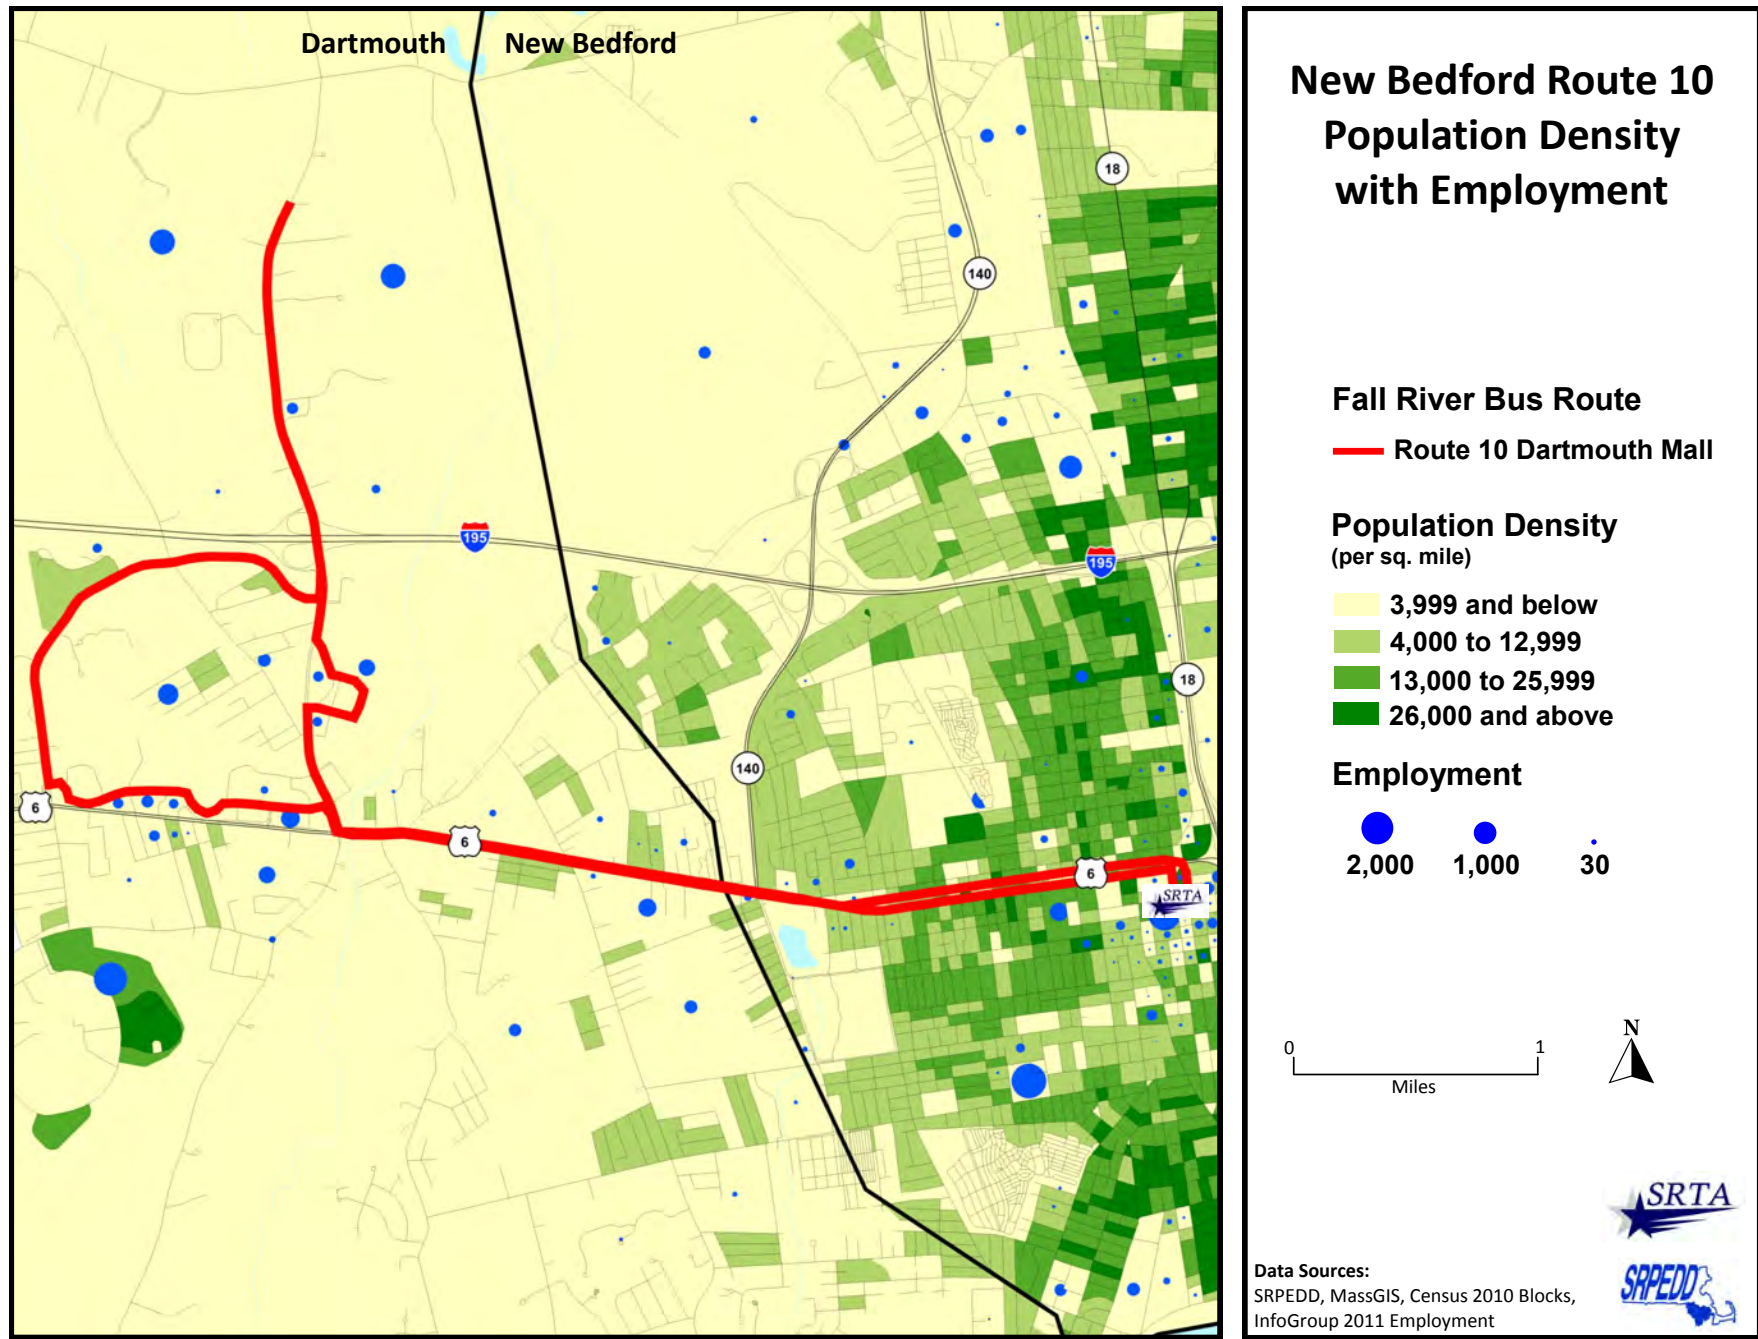 Dartmouth
New Bedford
18
140
195
195
18
140
6
6
6
SRTA
New Bedford Route 10
Population Density
with Employment
Fall River Bus Route
Route 10 Dartmouth Mall
Population Density
(per sq. mile)
3,999 and below
4,000 to 12,999
13,000 to 25,999
26,000 and above
Employment
2,000
1,000
30
0
1
Miles
N
SRTA
Data Sources:
SRPEDD, MassGIS, Census 2010 Blocks,
InfoGroup 2011 Employment
SRPEDD